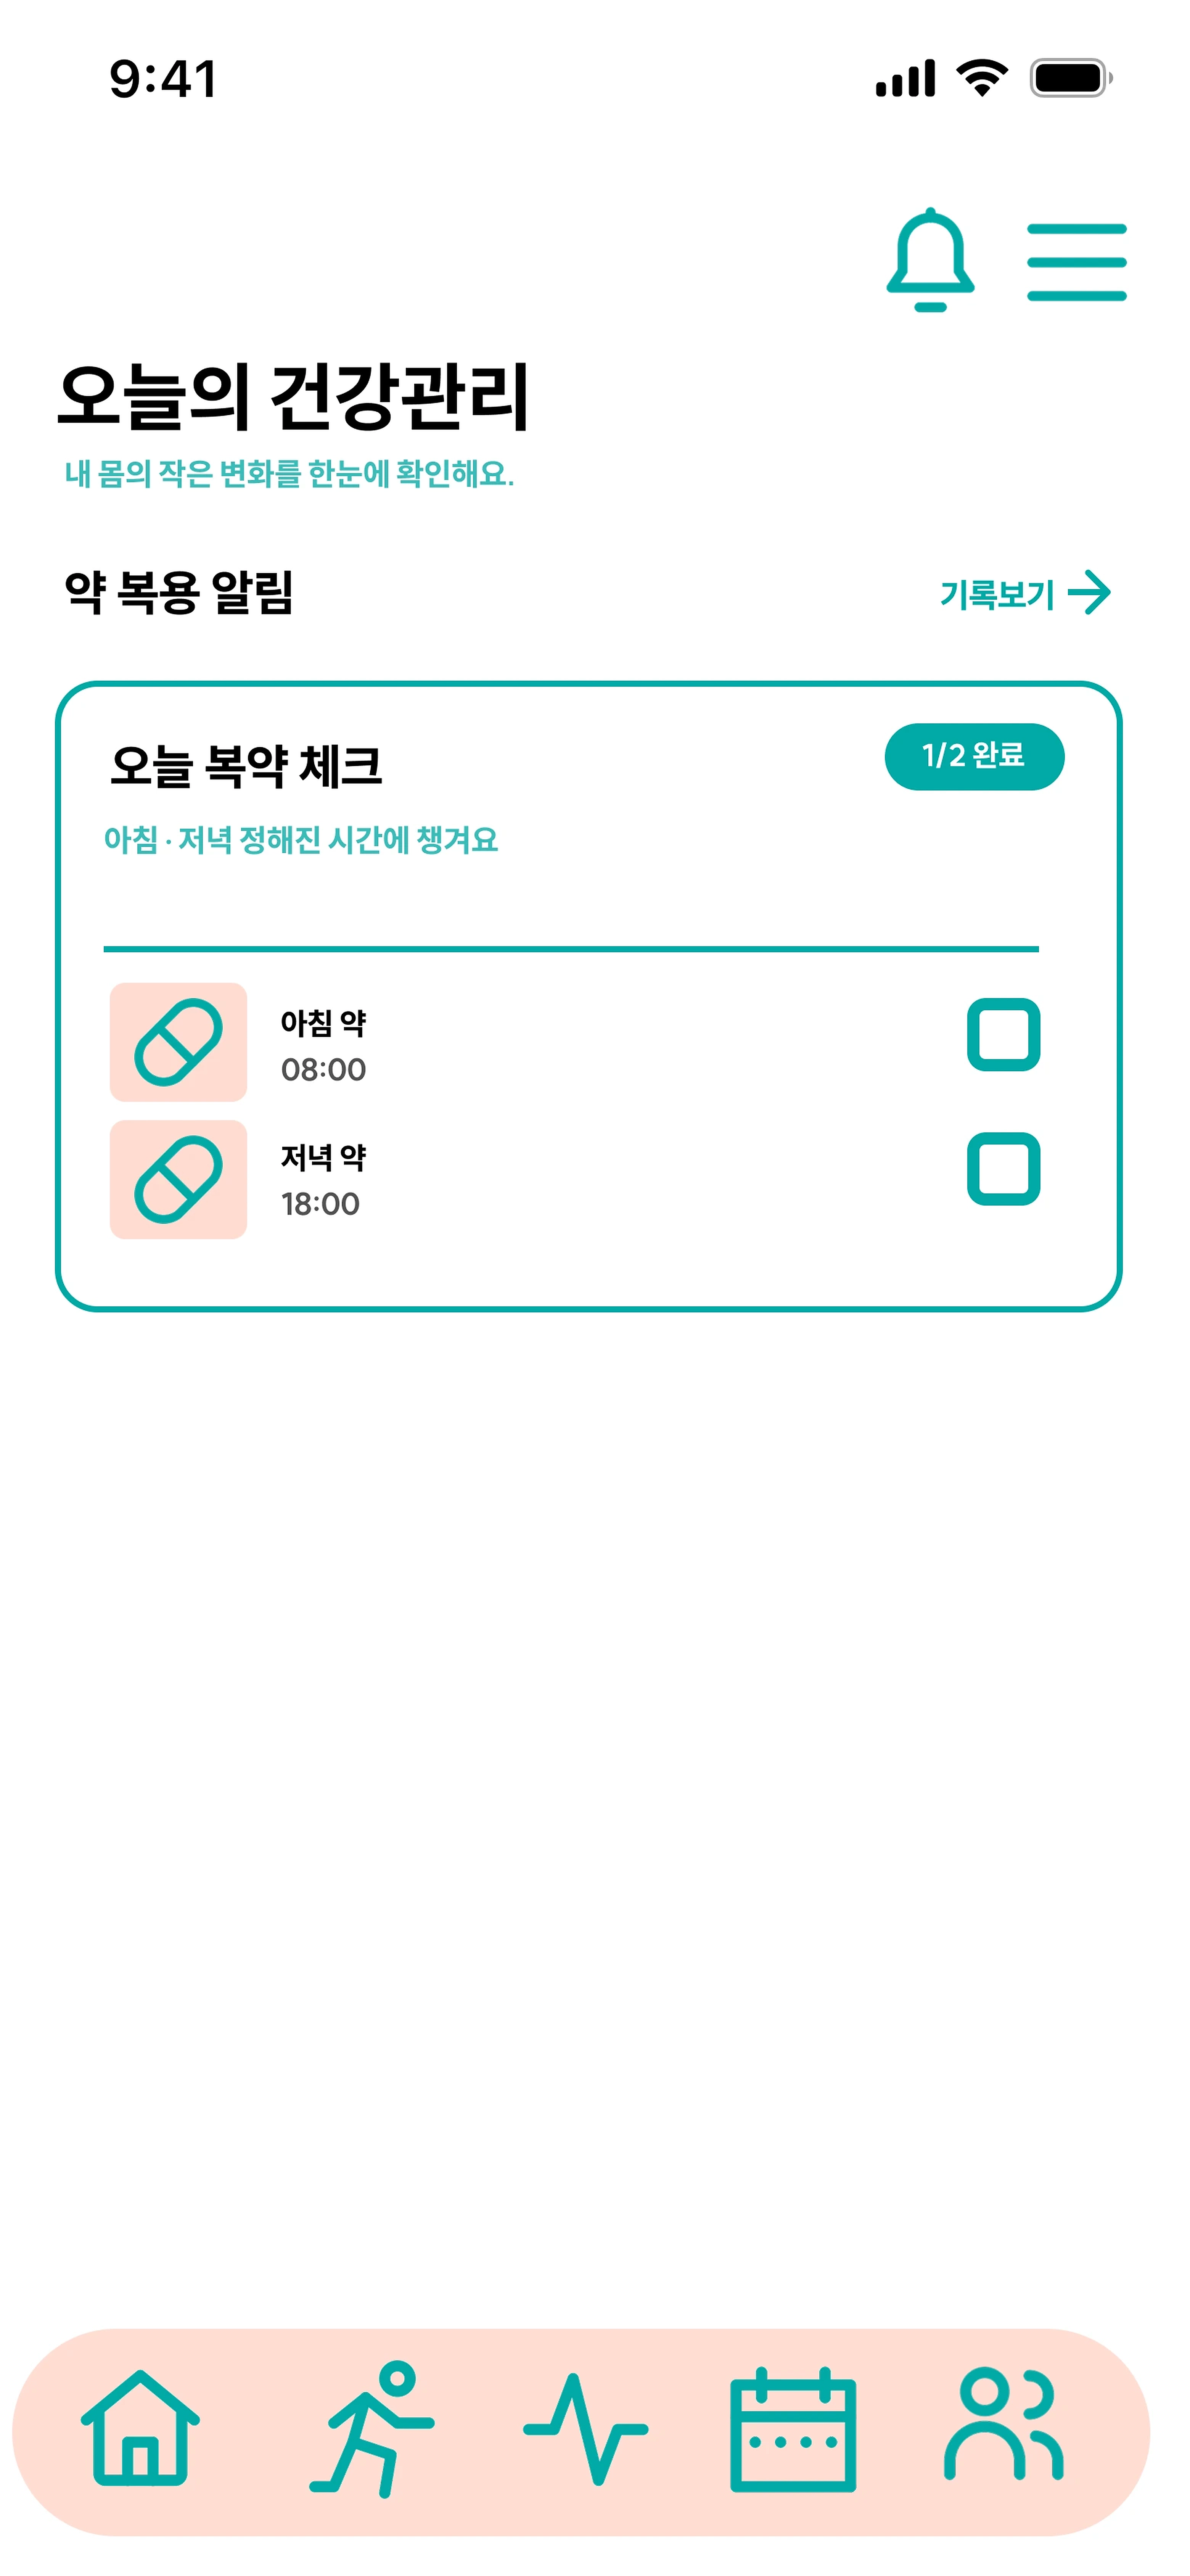 9:41
오늘의 건강관리
내 몸의 작은 변화를 한눈에 확인해요.
약 복용 알림
기록보기
오늘 복약 체크
1/2 완료
아침 · 저녁 정해진 시간에 챙겨요
아침 약
08:00
저녁 약
18:00